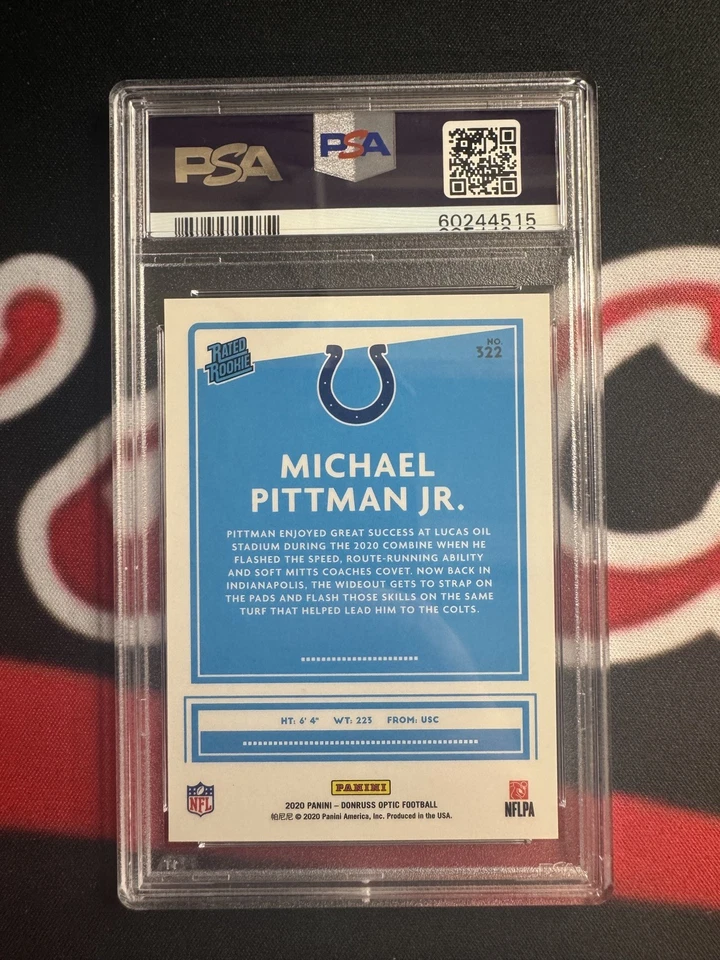 PSA PSA
60244515
RATED
ROOKIE
NO.
322
MICHAEL
PITTMAN JR.
PITTMAN ENJOYED GREAT SUCCESS AT LUCAS OIL
STADIUM DURING THE 2020 COMBINE WHEN HE
FLASHED THE SPEED, ROUTE-RUNNING ABILITY
AND SOFT MITTS COACHES COVET. NOW BACK IN
INDIANAPOLIS, THE WIDEOUT GETS TO STRAP ON
THE PADS AND FLASH THOSE SKILLS ON THE SAME
TURF THAT HELPED LEAD HIM TO THE COLTS.
HT: 6' 4" WT: 223 FROM: USC
NFL
PANINI
NFLPA
2020 PANINI – DONRUSS OPTIC FOOTBALL
帕尼尼 © 2020 Panini America, Inc. Produced in the USA.